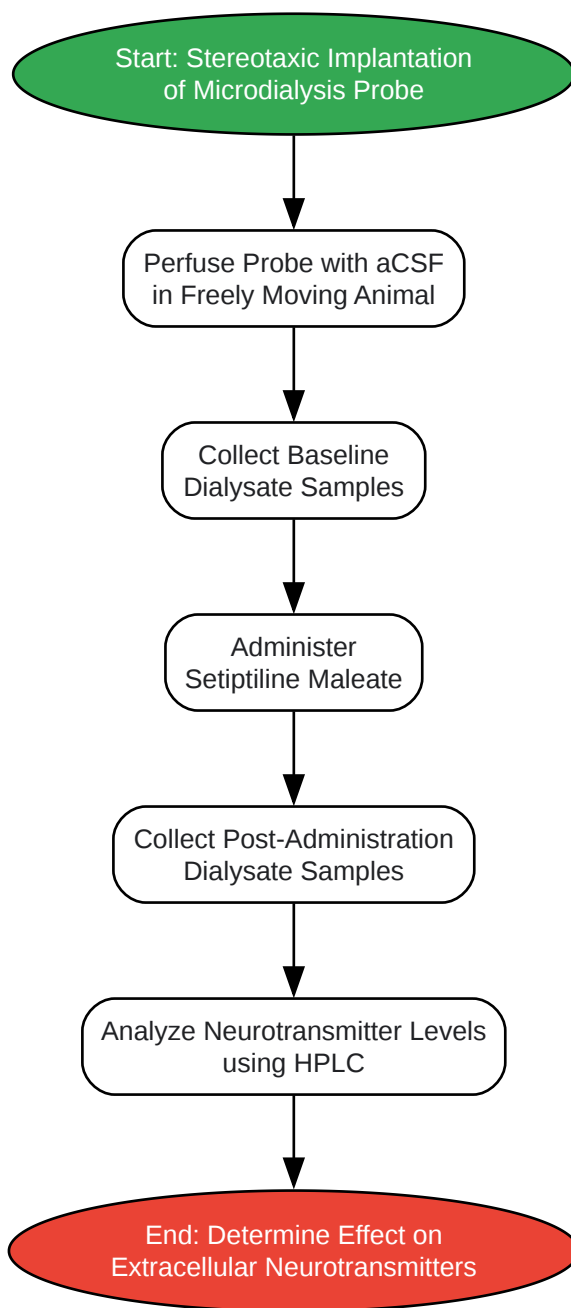 Start: Stereotaxic Implantation
of Microdialysis Probe
Perfuse Probe with aCSF
in Freely Moving Animal
Collect Baseline
Dialysate Samples
Administer
Setiptiline Maleate
Collect Post-Administration
Dialysate Samples
Analyze Neurotransmitter Levels
using HPLC
End: Determine Effect on
Extracellular Neurotransmitters